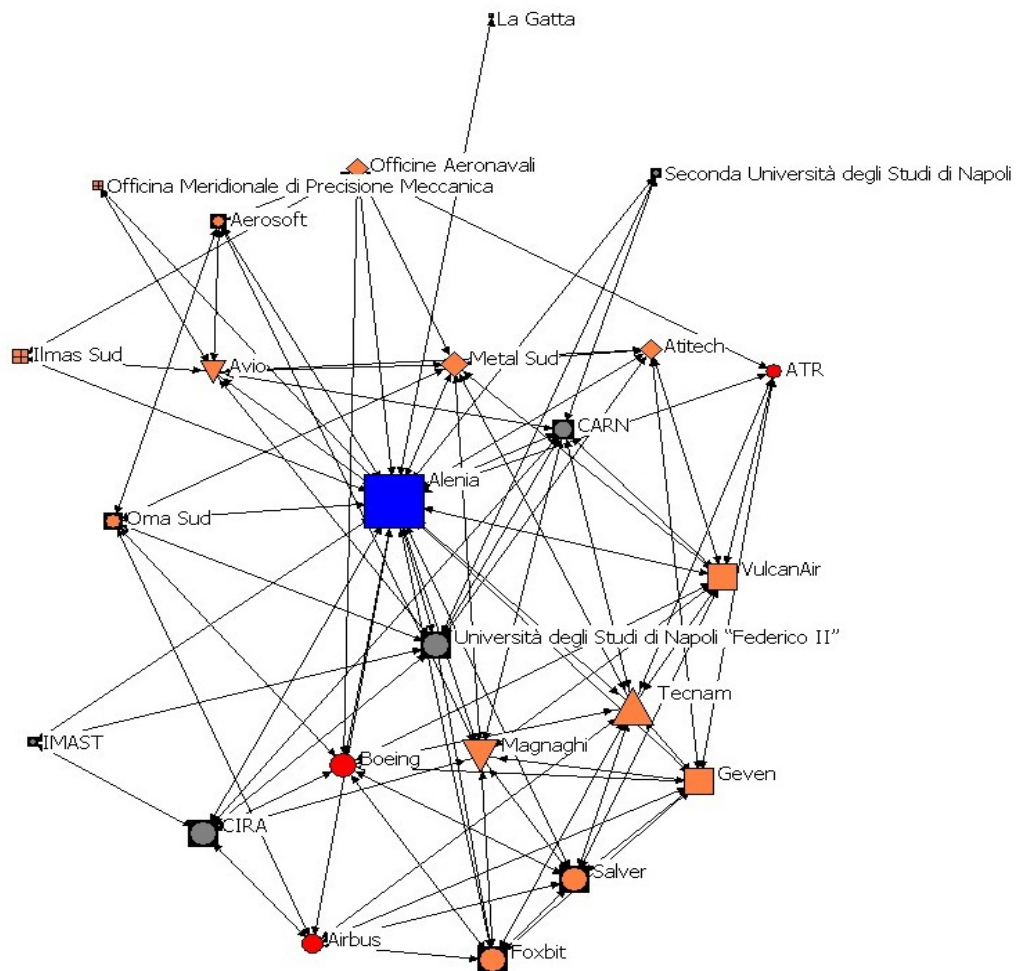 La Gatta
Officine Aeronavali
Seconda Università degli Studi di Napoli
Officina Meridionale di Precisione Meccanica
Aerosoft
Ilmas Sud
Avio
Metal Sud
Atitech
ATR
CARN
Alenia
Oma Sud
VulcanAir
Università degli Studi di Napoli "Federico II"
Tecnam
IMAST
Boeing
Magnaghi
Geven
CIRA
Salver
Airbus
Foxbit